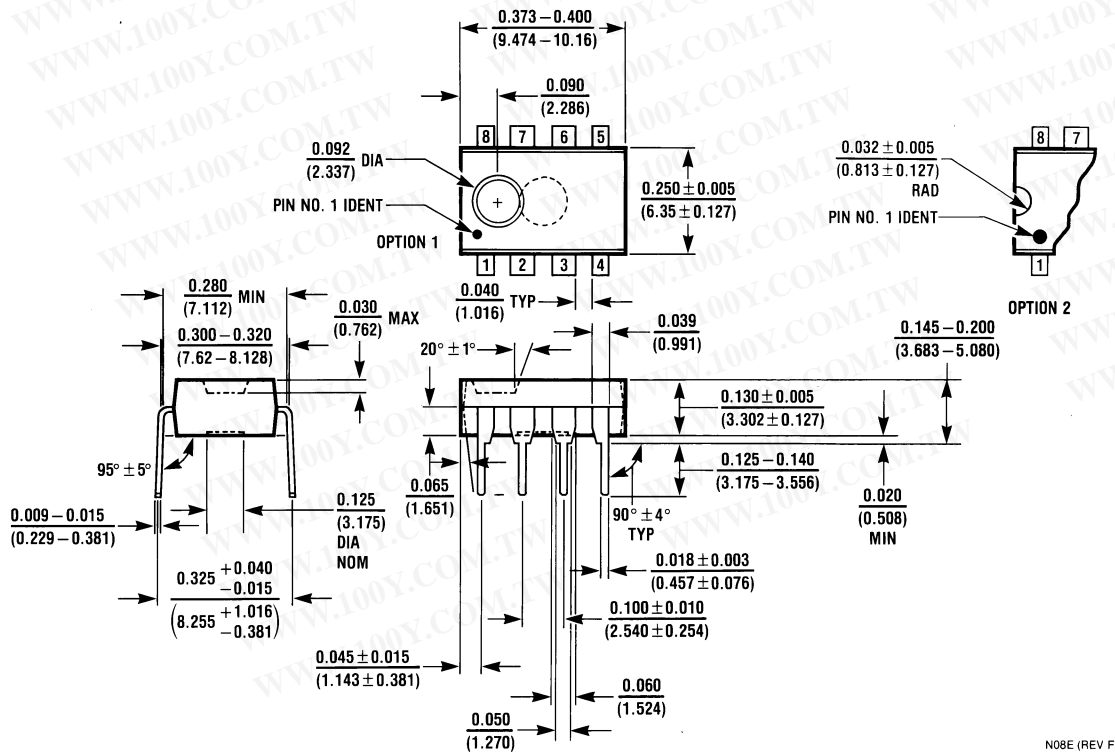 WWW.100Y.COM.TW
0.373 – 0.400
(9.474 – 10.16)
0.090
(2.286)
8 7 6 5
0.092
(2.337) DIA
PIN NO. 1 IDENT
OPTION 1
0.250 ± 0.005
(6.35 ± 0.127)
1 2 3 4
0.032 ± 0.005
(0.813 ± 0.127)
RAD
PIN NO. 1 IDENT
8 7
1
OPTION 2
0.280
(7.112) MIN
0.300 – 0.320
(7.62 – 8.128)
0.030
(0.762) MAX
0.040
(1.016) TYP
0.039
(0.991)
20° ± 1°
0.145 – 0.200
(3.683 – 5.080)
0.130 ± 0.005
(3.302 ± 0.127)
0.125 – 0.140
(3.175 – 3.556)
0.020
(0.508)
MIN
95° ± 5°
0.065
(1.651)
90° ± 4°
TYP
0.009 – 0.015
(0.229 – 0.381)
0.125
(3.175)
DIA
NOM
0.018 ± 0.003
(0.457 ± 0.076)
0.325 +0.040
–0.015
(8.255 +1.016
–0.381)
0.100 ± 0.010
(2.540 ± 0.254)
0.045 ± 0.015
(1.143 ± 0.381)
0.060
(1.524)
0.050
(1.270)
N08E (REV F